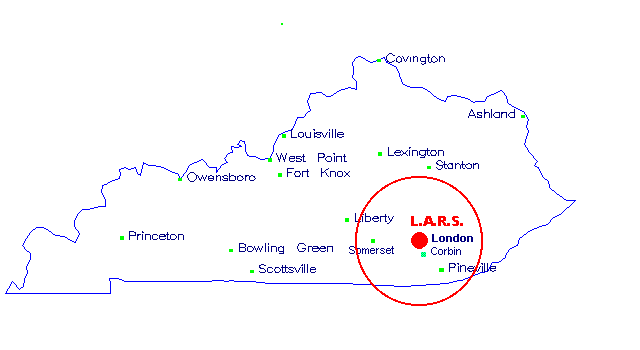 Covington
Ashland
Louisville
Lexington
West Point
Stanton
Fort Knox
Owensboro
Liberty
L.A.R.S.
Princeton
London
Bowling Green
Somerset
Corbin
Scottsville
Pineville